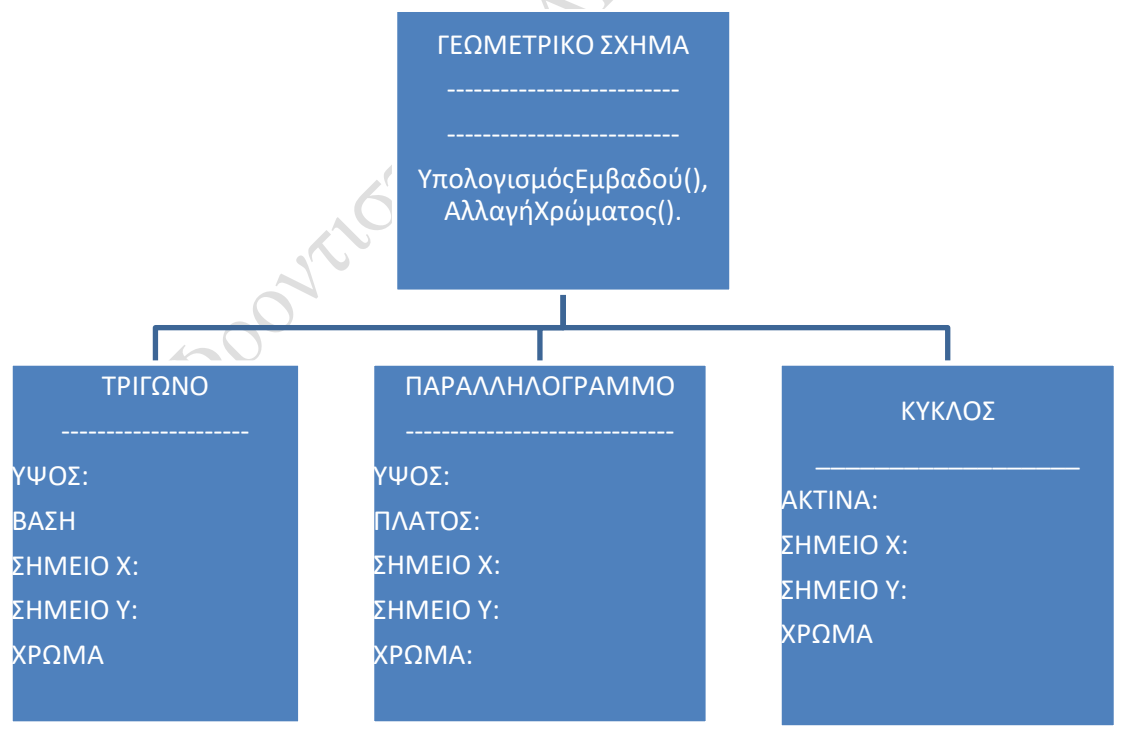 ΓΕΩΜΕΤΡΙΚΟ ΣΧΗΜΑ
--------------------------
--------------------------
ΥπολογισμόςΕμβαδού(),
ΑλλαγήΧρώματος().
ΤΡΙΓΩΝΟ
---------------------
ΥΨΟΣ:
ΒΑΣΗ
ΣΗΜΕΙΟ Χ:
ΣΗΜΕΙΟ Υ:
ΧΡΩΜΑ
ΠΑΡΑΛΛΗΛΟΓΡΑΜΜΟ
------------------------------
ΥΨΟΣ:
ΠΛΑΤΟΣ:
ΣΗΜΕΙΟ Χ:
ΣΗΜΕΙΟ Υ:
ΧΡΩΜΑ:
ΚΥΚΛΟΣ
___________________
ΑΚΤΙΝΑ:
ΣΗΜΕΙΟ Χ:
ΣΗΜΕΙΟ Υ:
ΧΡΩΜΑ